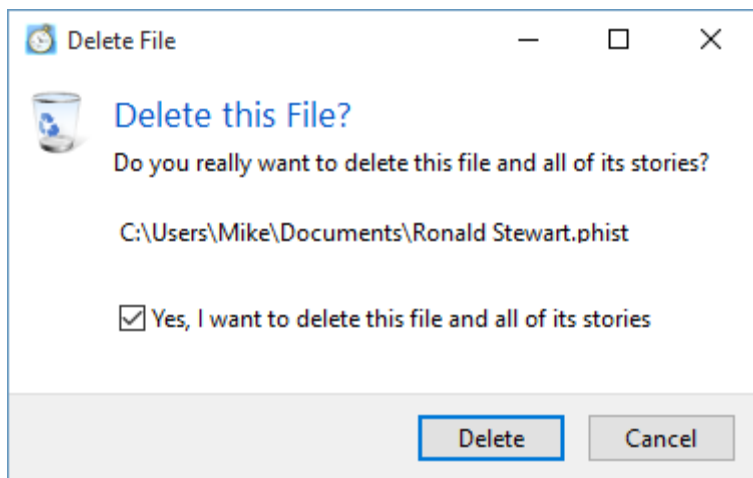 Delete File
Delete this File?
Do you really want to delete this file and all of its stories?
C:\Users\Mike\Documents\Ronald Stewart.phist
Yes, I want to delete this file and all of its stories
Delete
Cancel